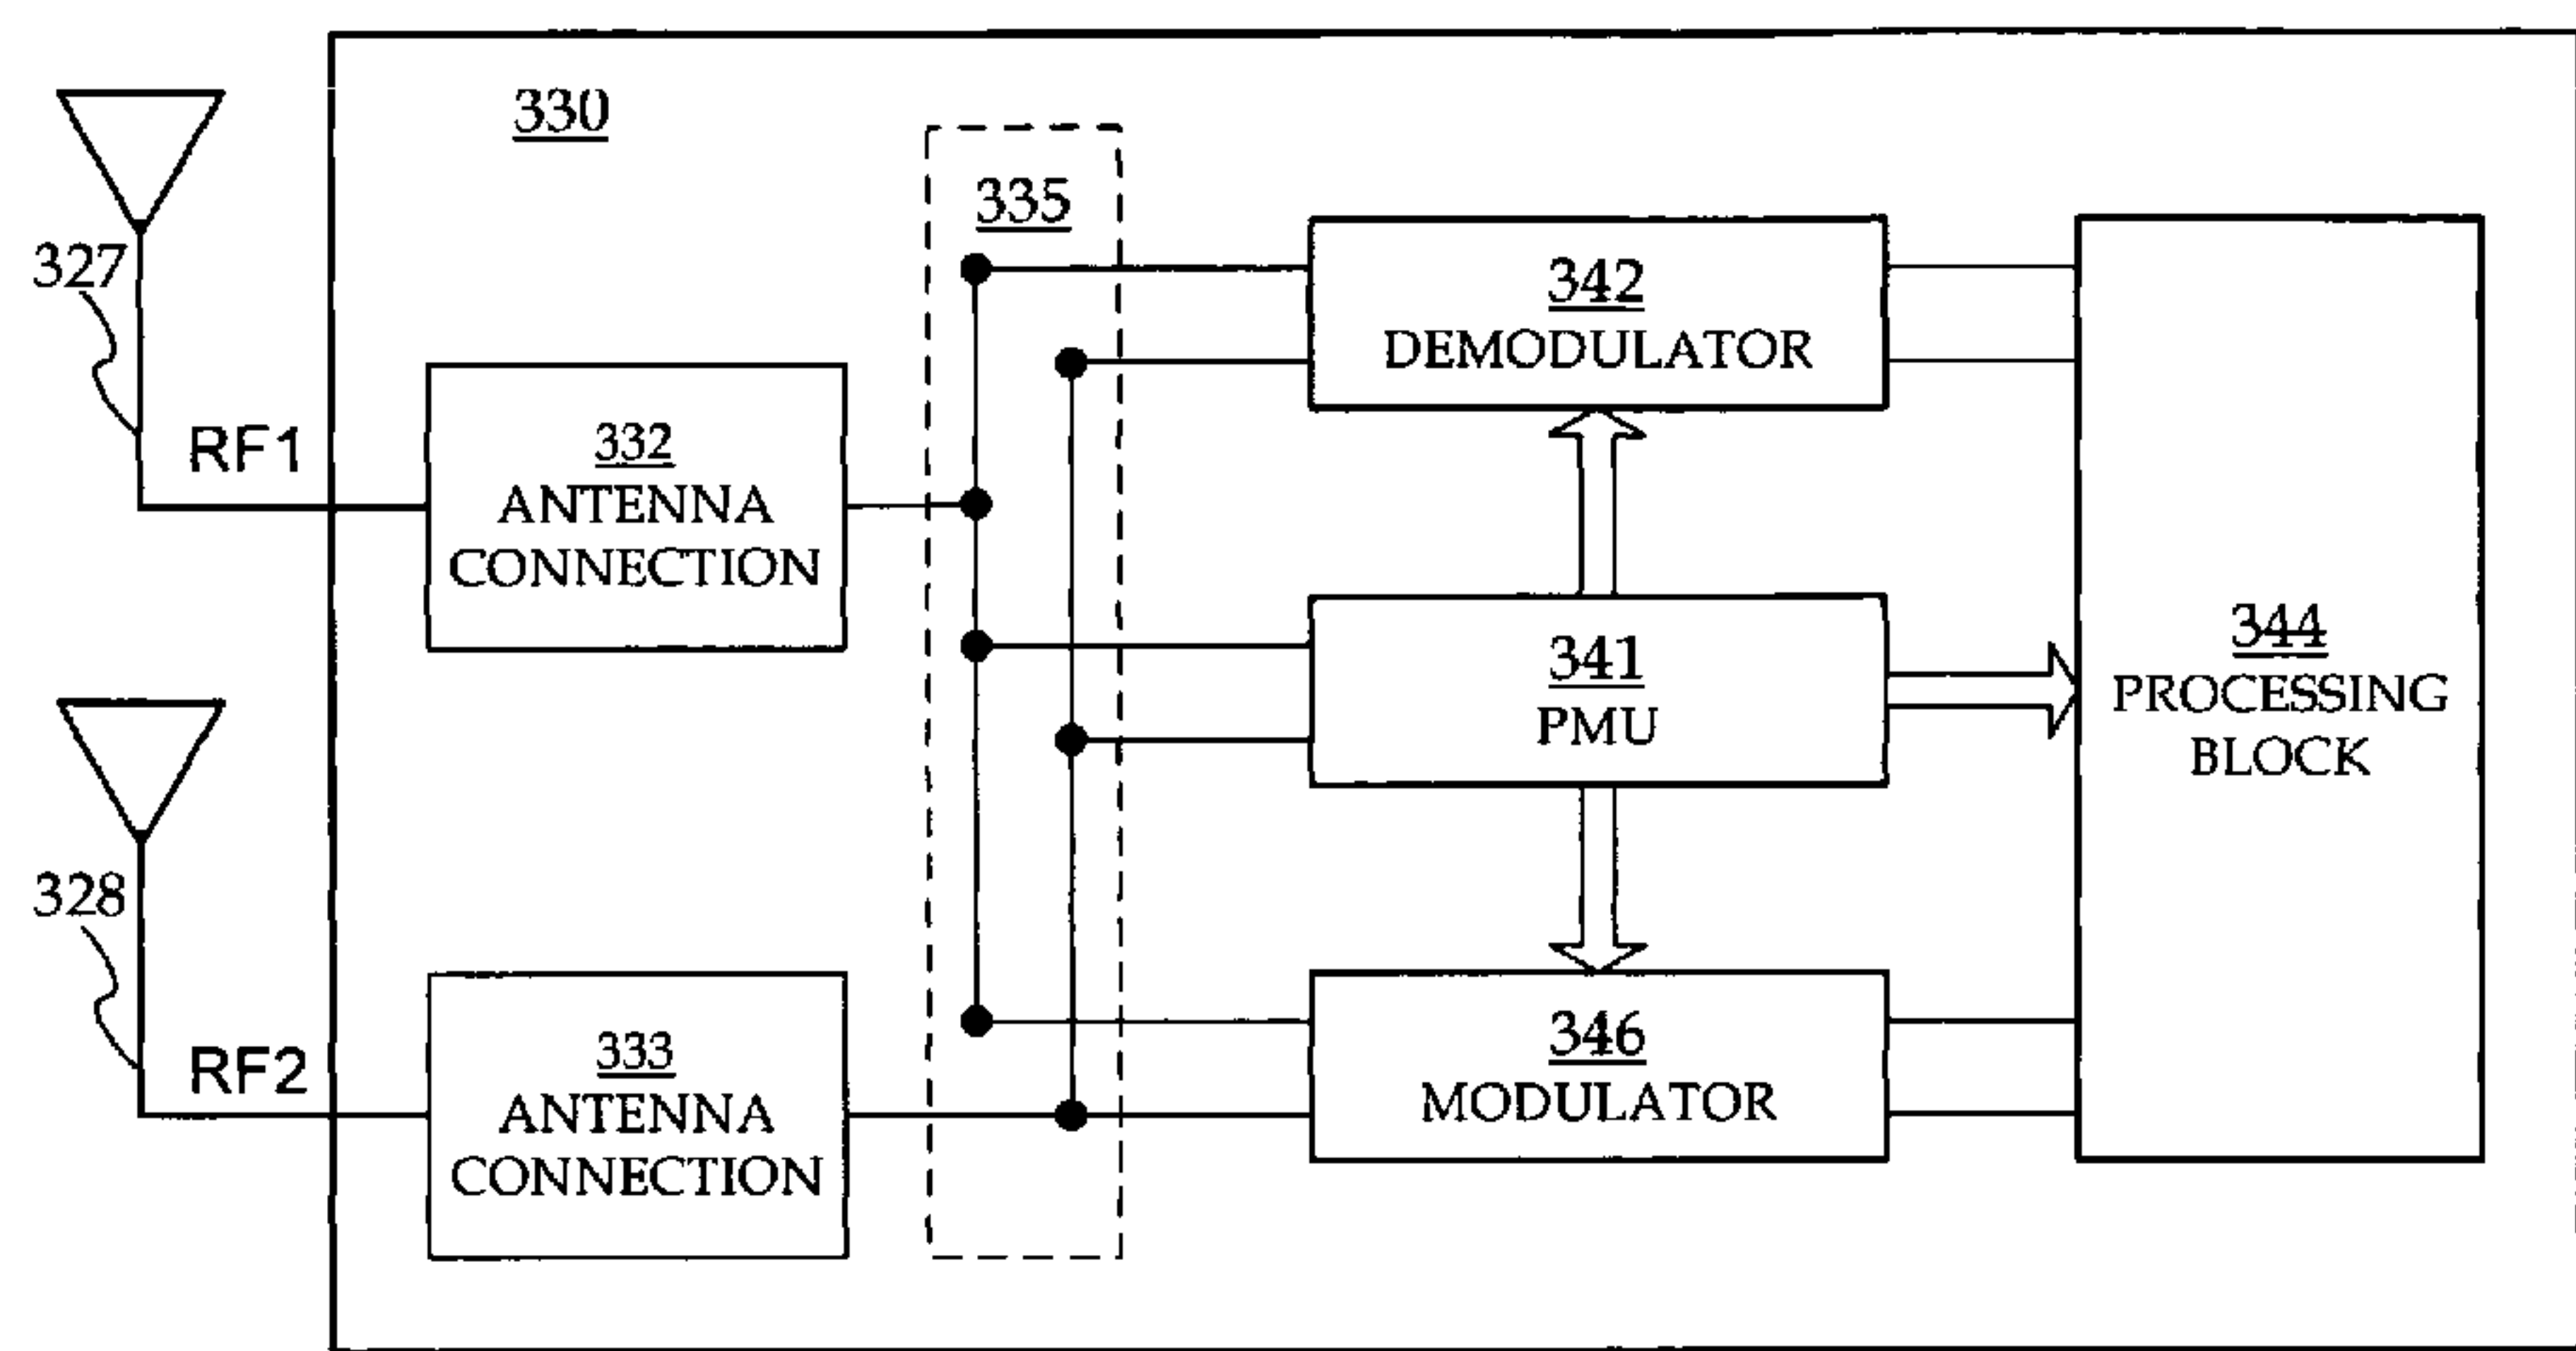 330
335
327
RF1
332
ANTENNA
CONNECTION
342
DEMODULATOR
341
PMU
344
PROCESSING
BLOCK
328
RF2
333
ANTENNA
CONNECTION
346
MODULATOR